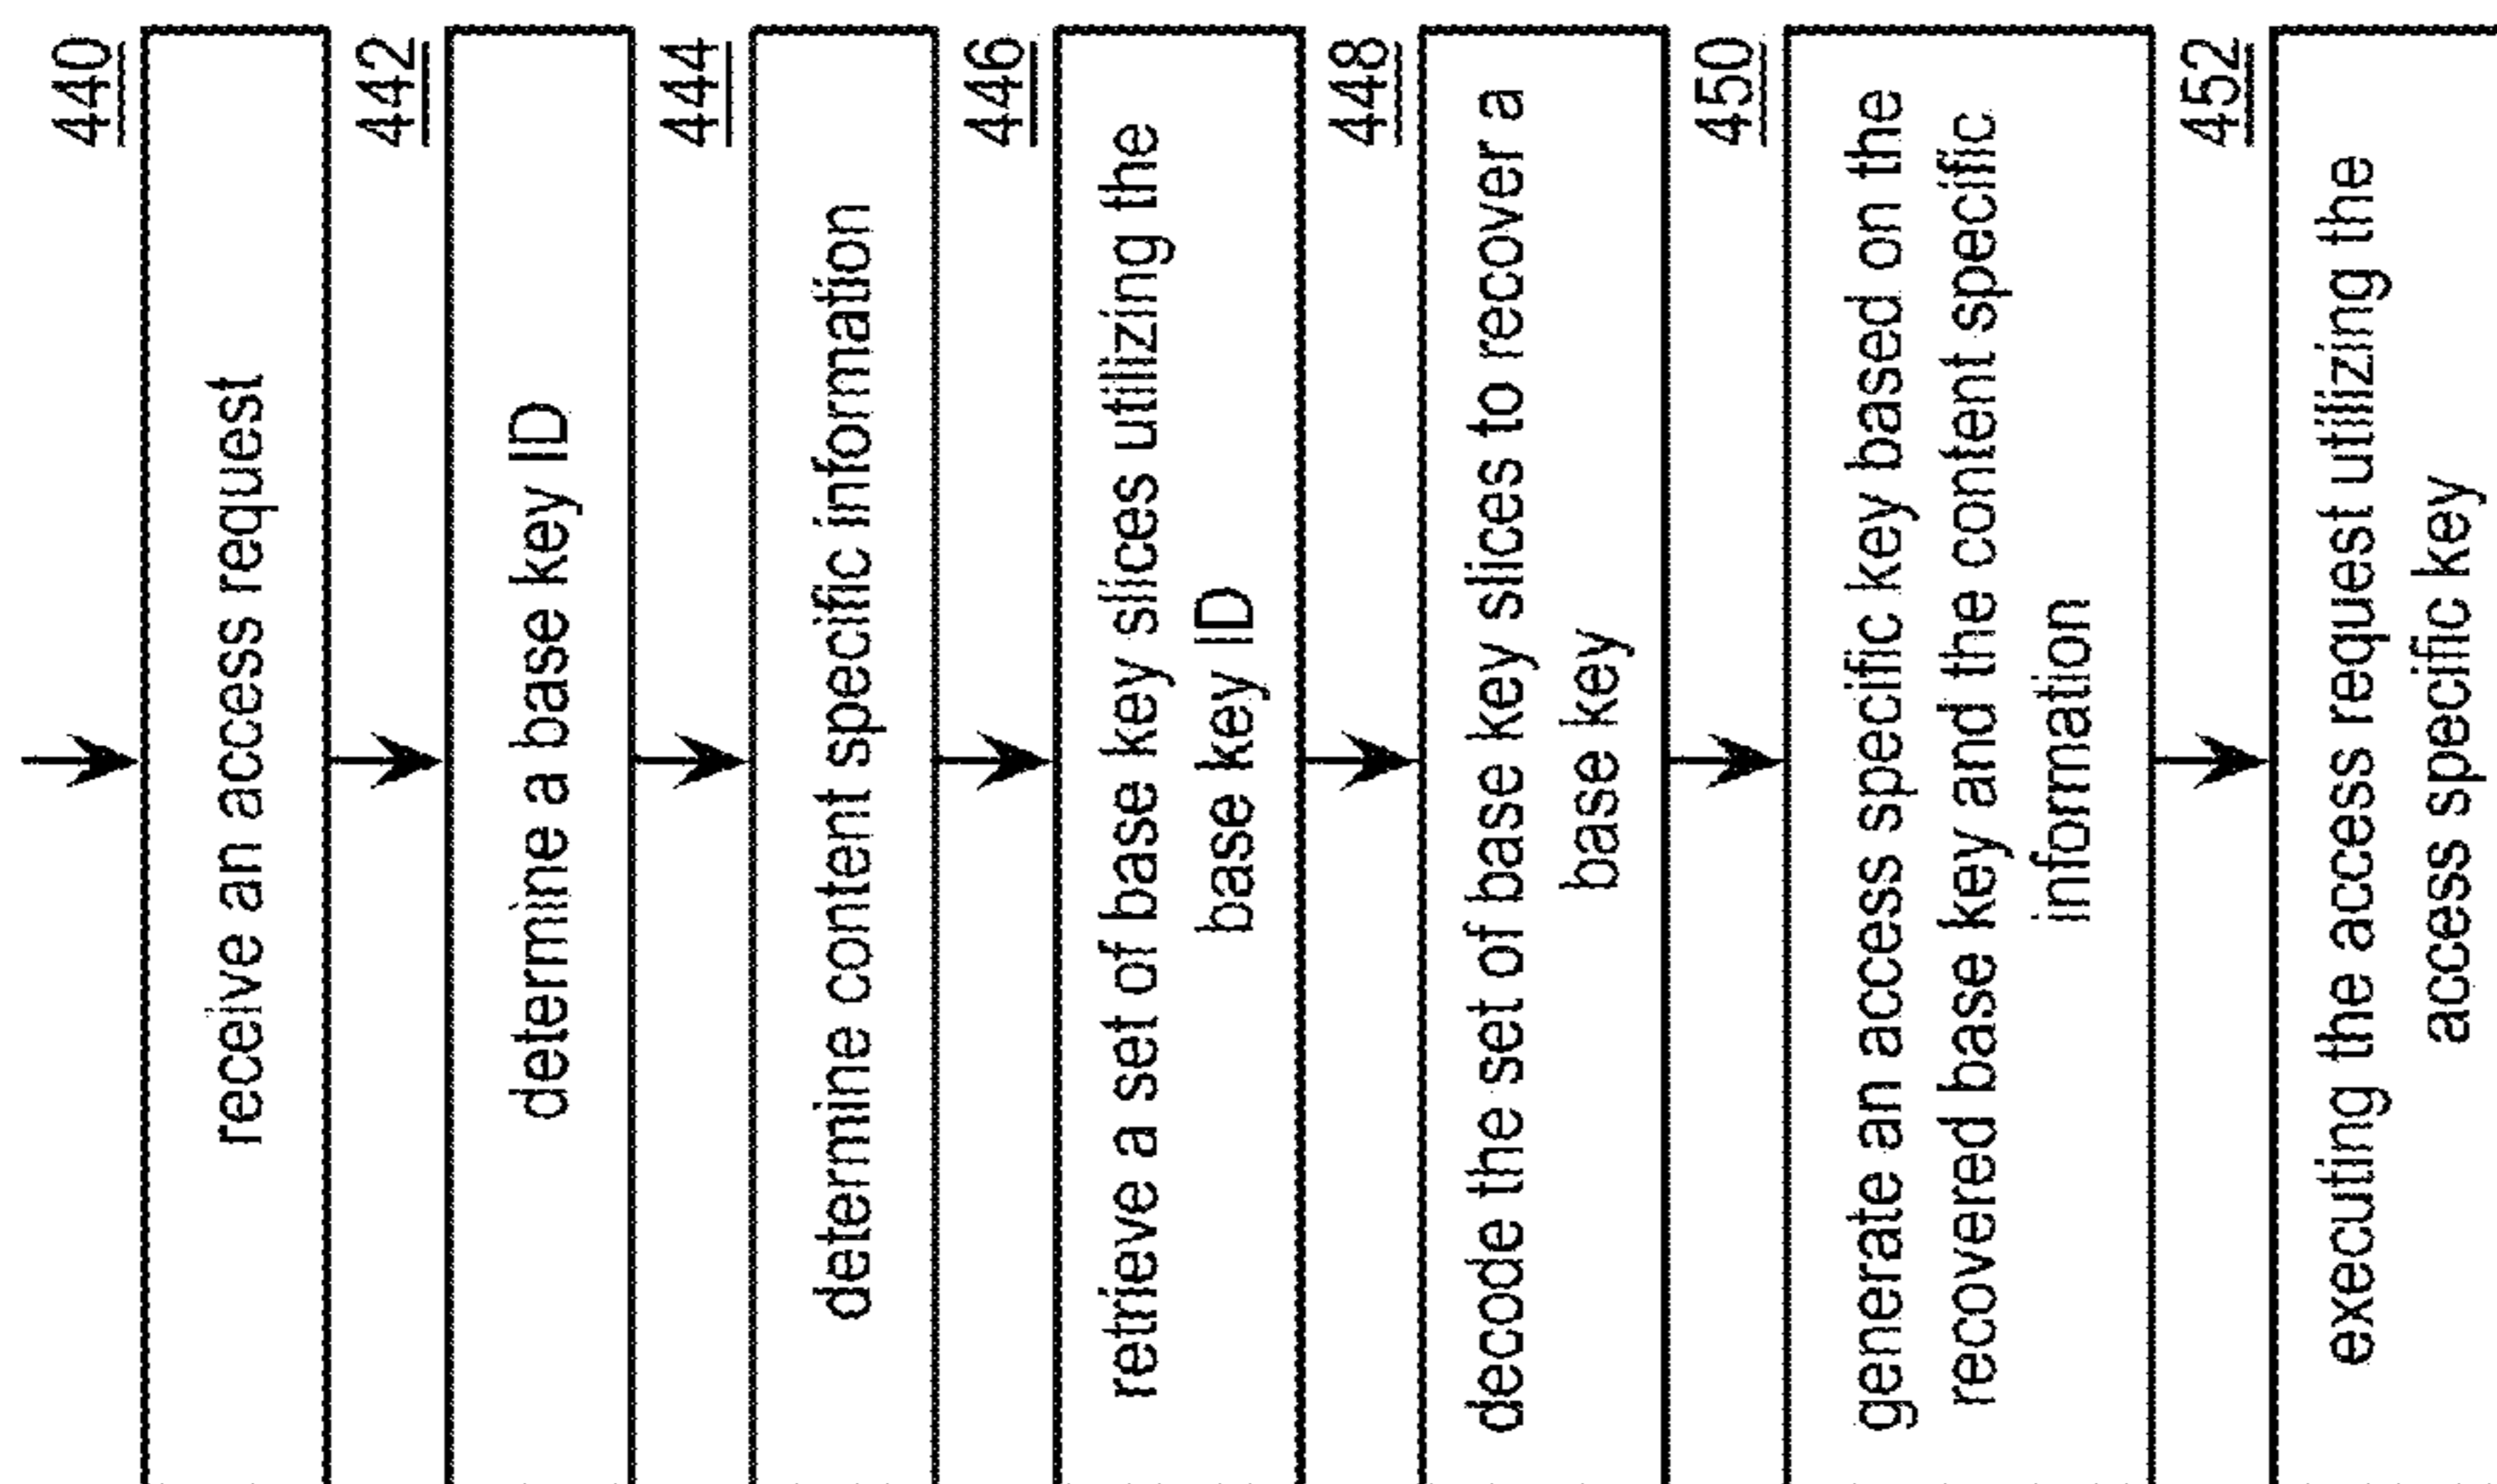 440
receive an access request
442
determine a base key ID
444
determine content specific information
446
retrieve a set of base key slices utilizing the
base key ID
448
decode the set of base key slices to recover a
base key
450
generate an access specific key based on the
recovered base key and the content specific
information
452
executing the access request utilizing the
access specific key